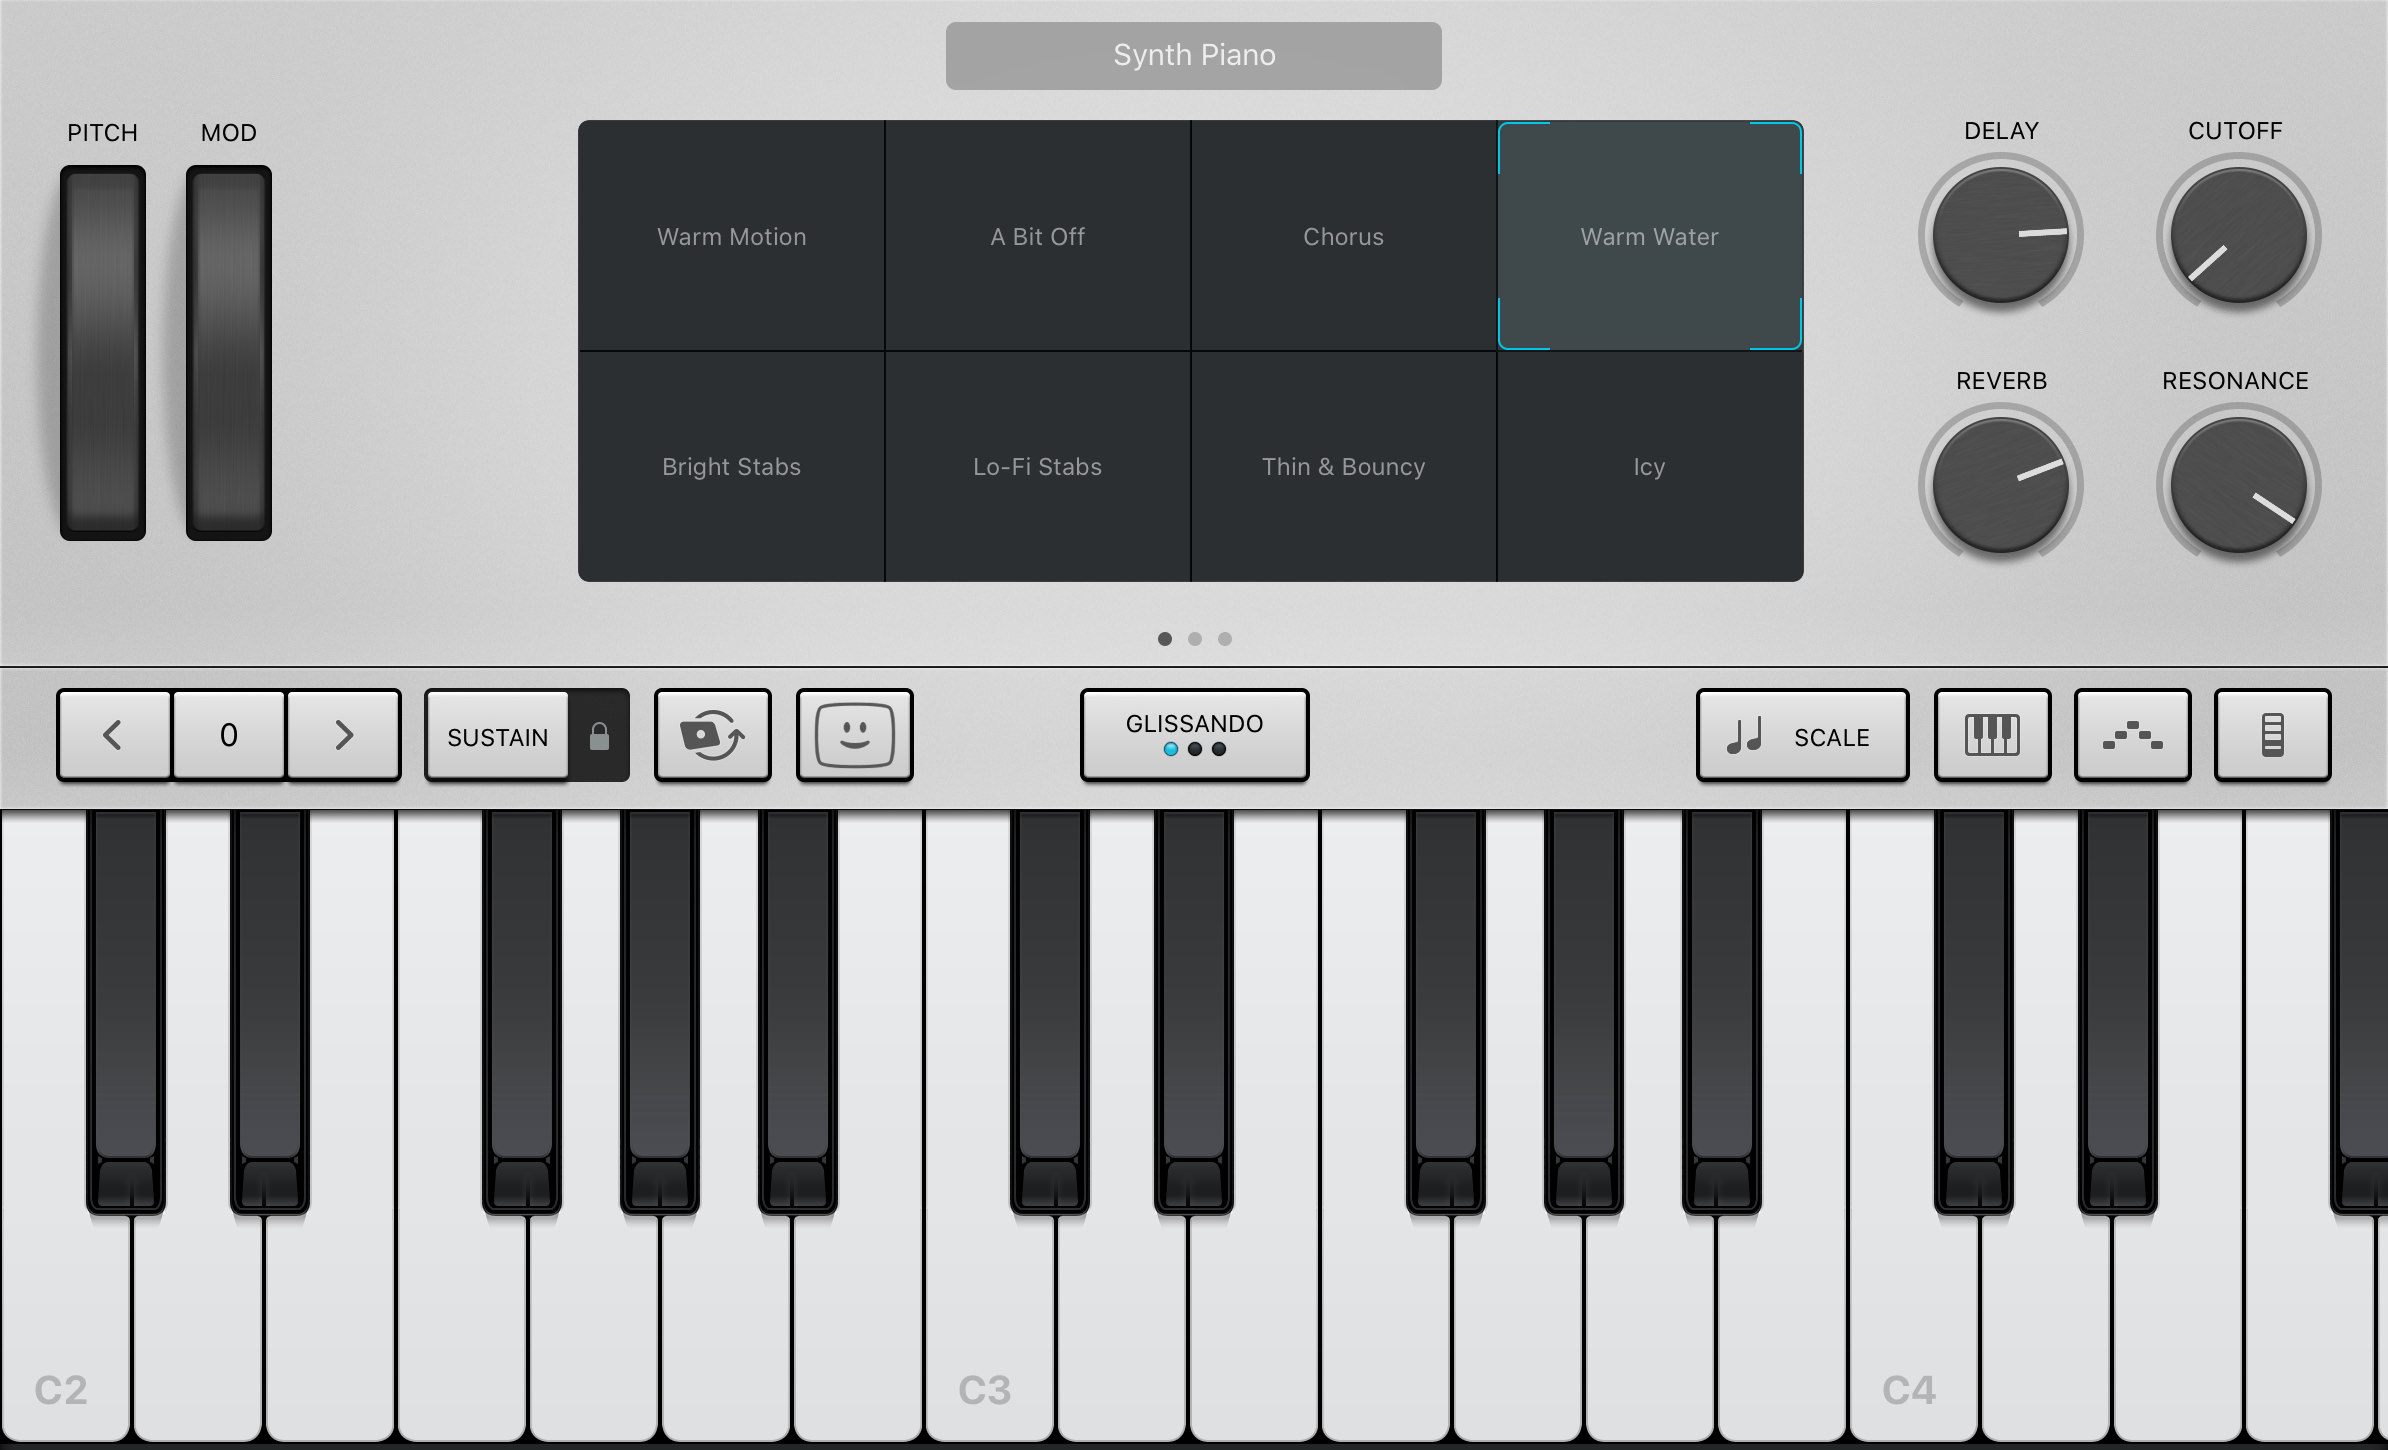 Synth Piano
PITCH
MOD
DELAY
CUTOFF
Warm Motion
A Bit Off
Chorus
Warm Water
REVERB
RESONANCE
Bright Stabs
Lo-Fi Stabs
Thin & Bouncy
Icy
0
SUSTAIN
GLISSANDO
SCALE
C2
C3
C4